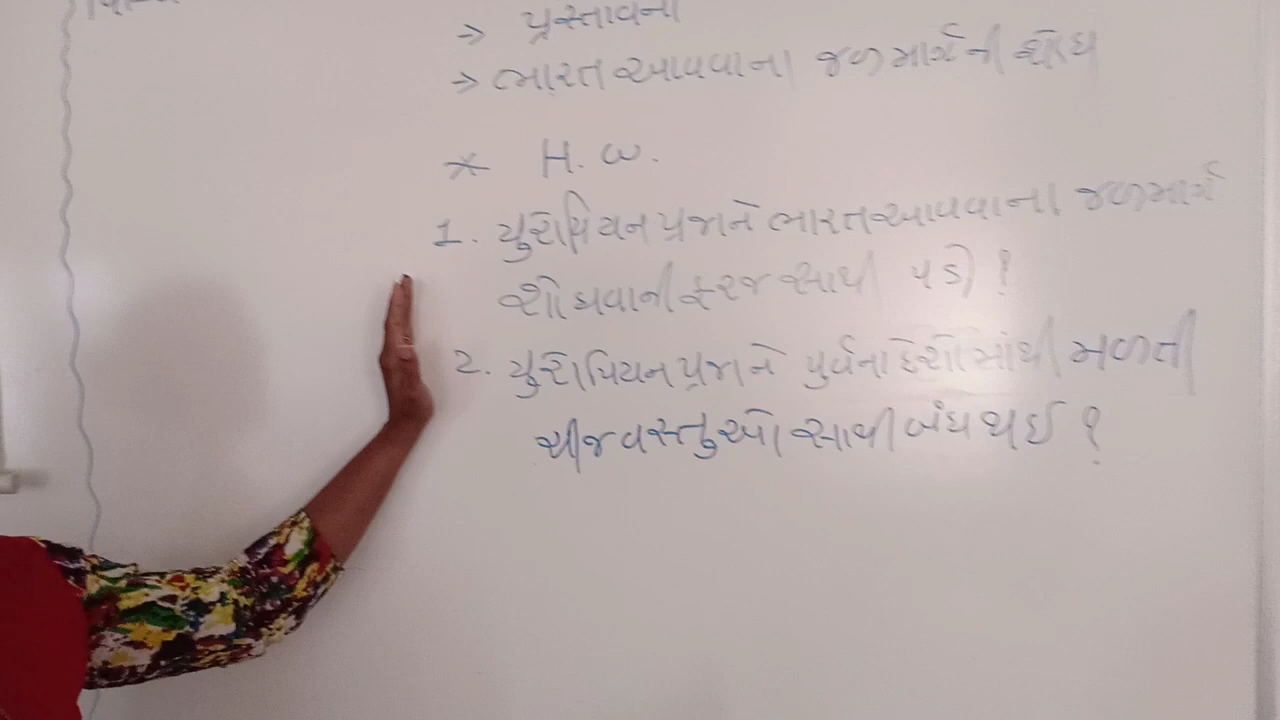 → પ્રસ્તાવના
→ ભારત આવવાના જળમાર્ગની શોધ
* H. W.
1. યુરોપિયન પ્રજાને ભારત આવવાના જળમાર્ગ
શોધવાની ફરજ સાથી પડી ?
2. યુરોપિયન પ્રજાને પુર્વના દેશોમાંથી મળતી
ચીજવસ્તુઓ સાથી બંધ થઈ ?